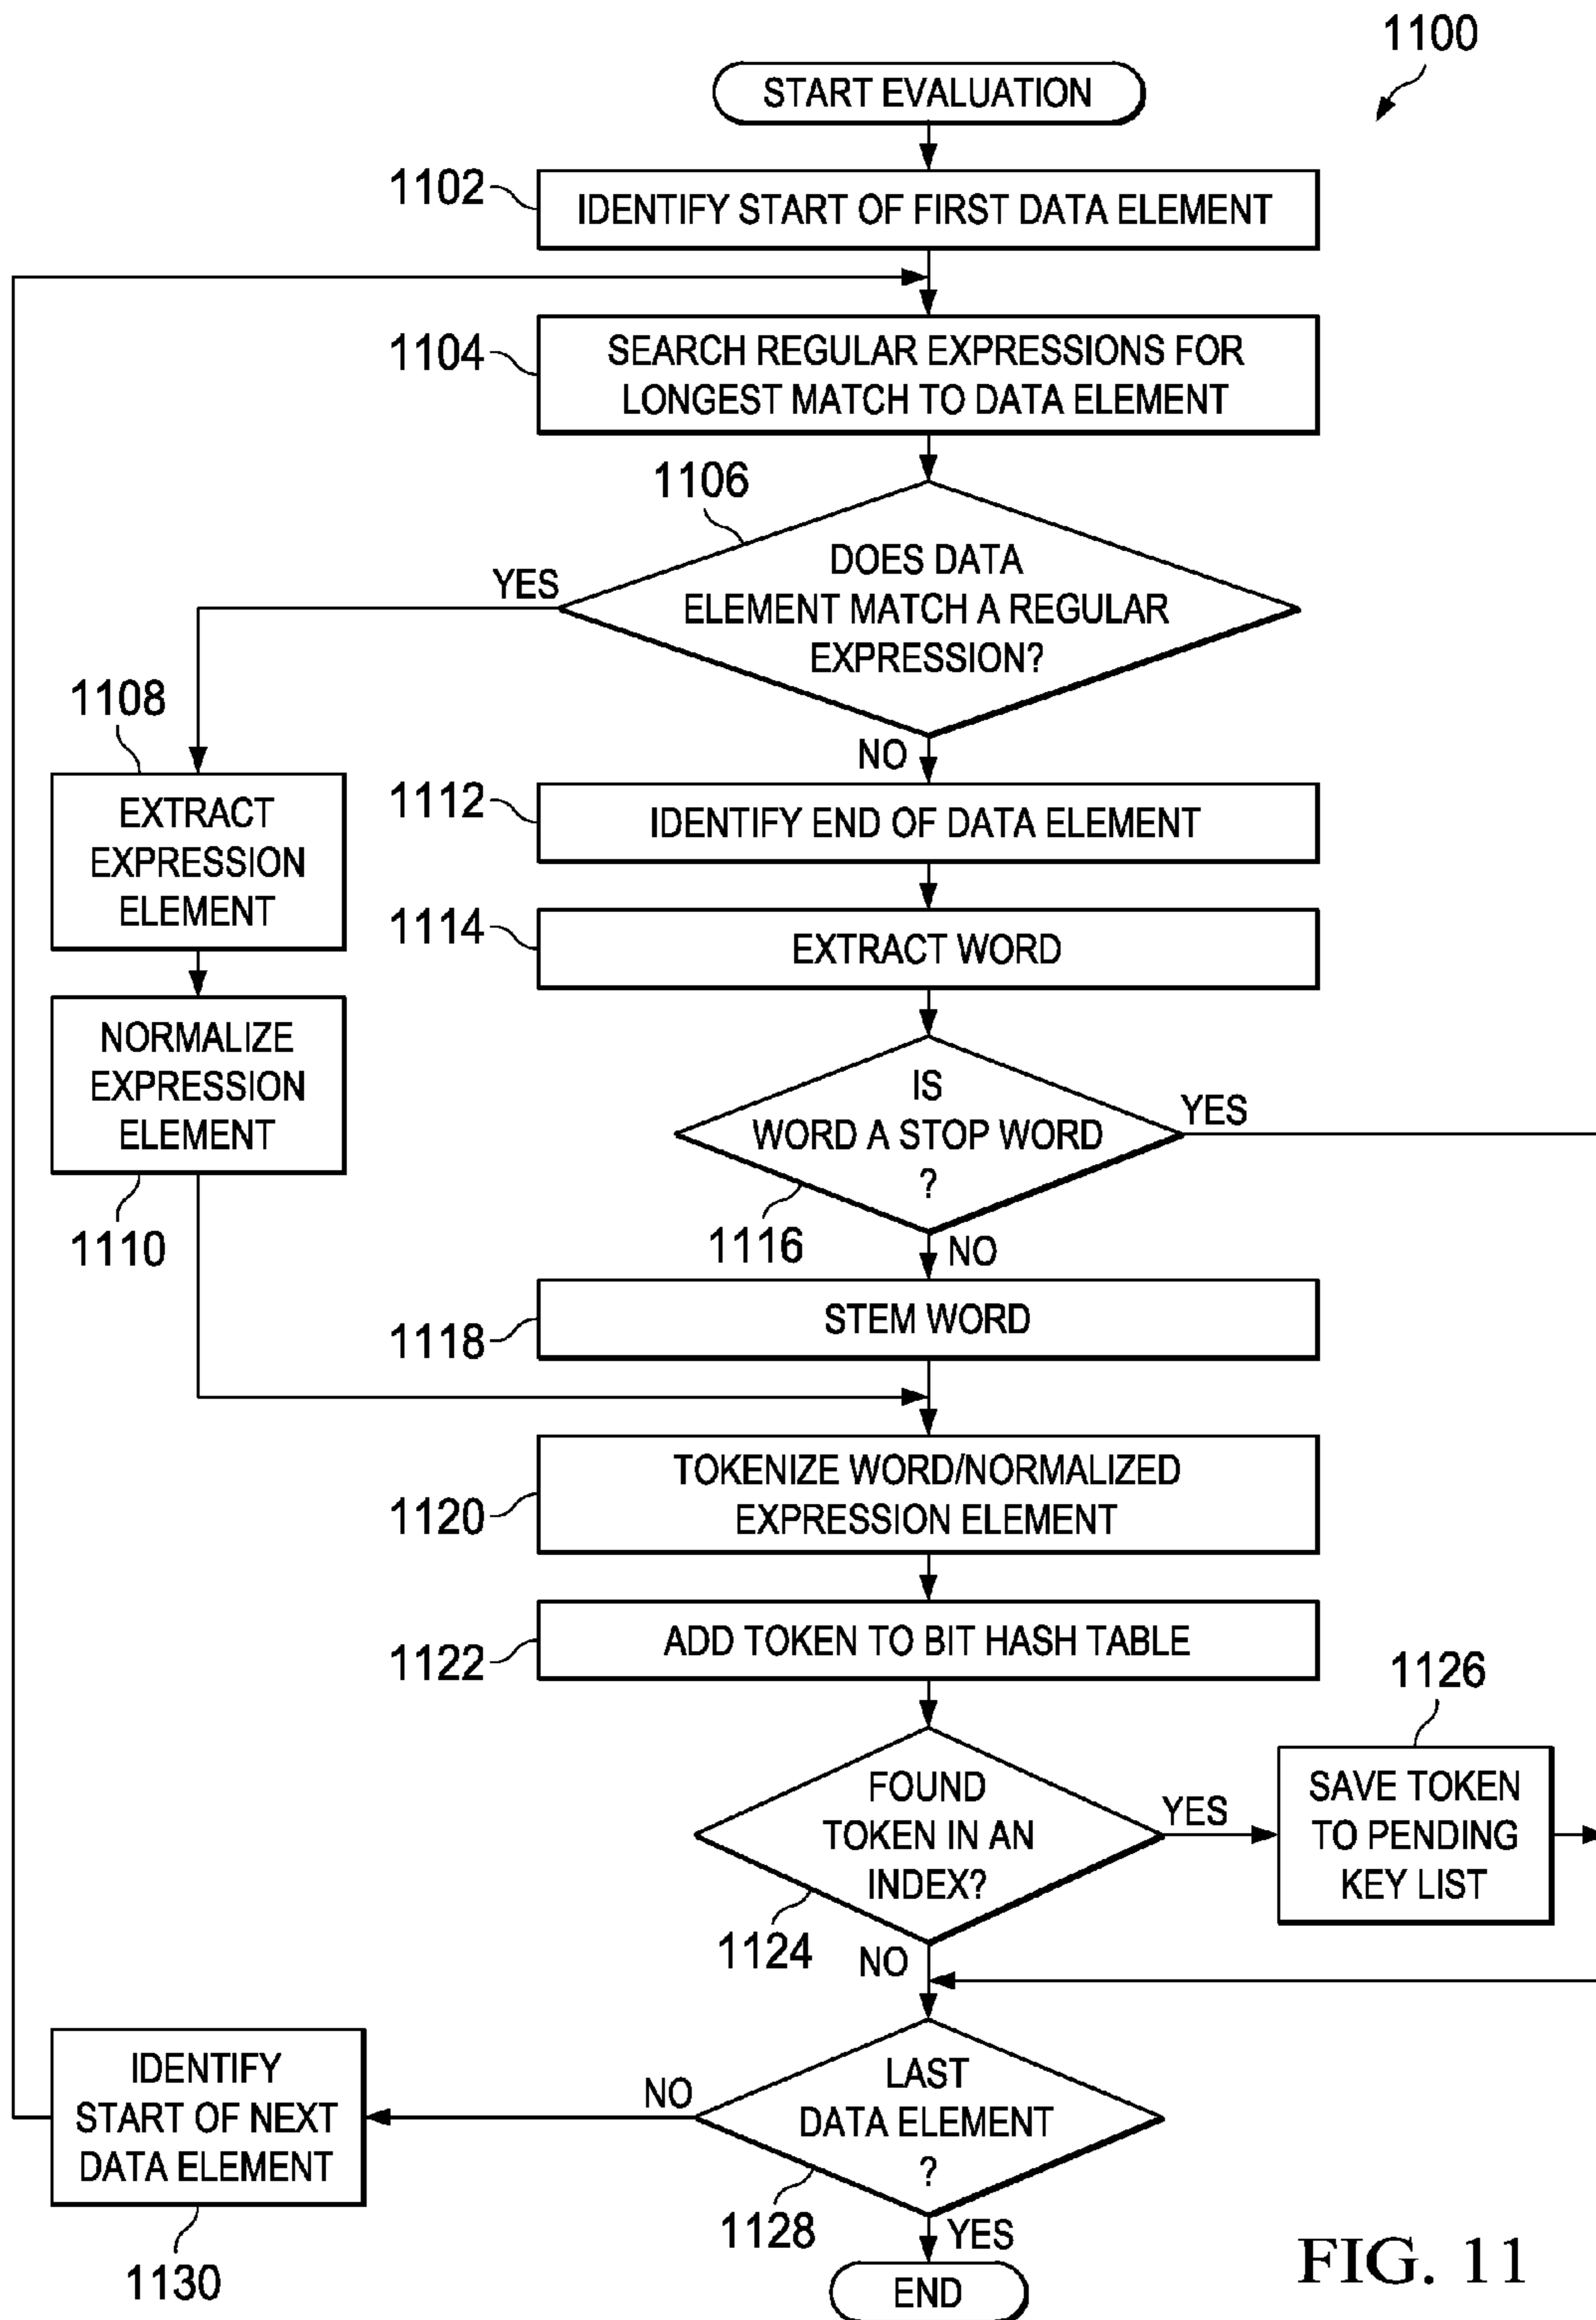 1100
START EVALUATION
1102
IDENTIFY START OF FIRST DATA ELEMENT
1104
SEARCH REGULAR EXPRESSIONS FOR
LONGEST MATCH TO DATA ELEMENT
1106
DOES DATA
ELEMENT MATCH A REGULAR
EXPRESSION?
YES
NO
1108
EXTRACT
EXPRESSION
ELEMENT
NORMALIZE
EXPRESSION
ELEMENT
1110
1112
IDENTIFY END OF DATA ELEMENT
1114
EXTRACT WORD
IS
WORD A STOP WORD
?
YES
1116
NO
1118
STEM WORD
1120
TOKENIZE WORD/NORMALIZED
EXPRESSION ELEMENT
1122
ADD TOKEN TO BIT HASH TABLE
FOUND
TOKEN IN AN
INDEX?
YES
1124
NO
1126
SAVE TOKEN
TO PENDING
KEY LIST
LAST
DATA ELEMENT
?
NO
1128
YES
IDENTIFY
START OF NEXT
DATA ELEMENT
1130
END
FIG. 11